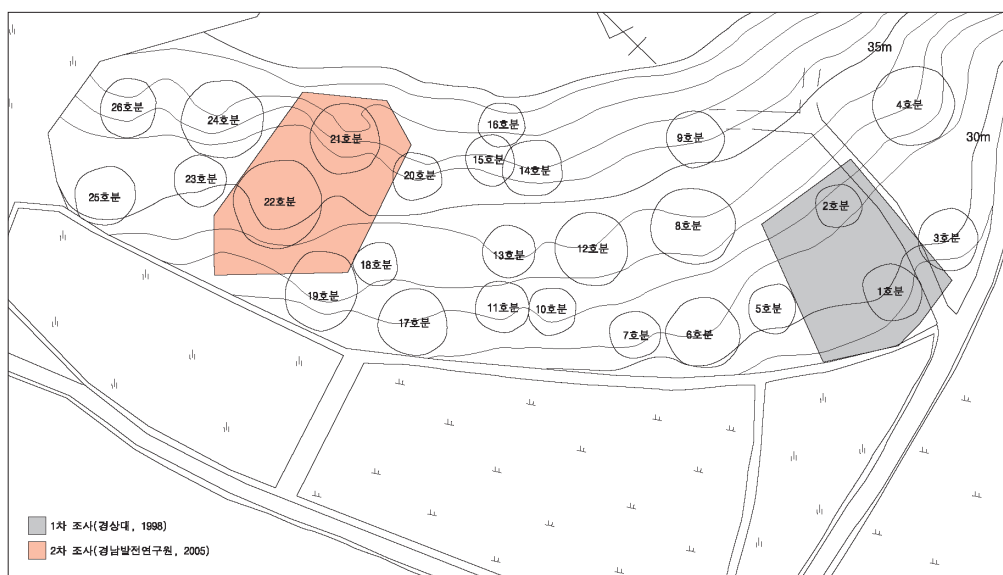 35m
4호분
26호분
24호분
21호분
16호분
9호분
30m
15호분
14호분
20호분
23호분
25호분
22호분
2호분
8호분
3호분
12호분
13호분
18호분
19호분
1호분
11호분
10호분
5호분
17호분
7호분
6호분
1차 조사(경상대, 1998)
2차 조사(경남발전연구원, 2005)